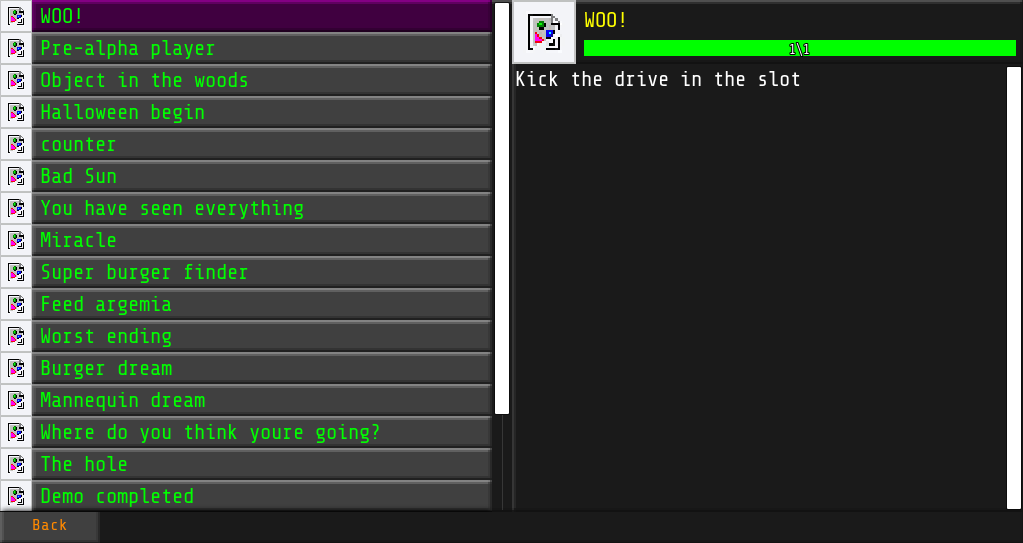 WOO!
Pre-alpha player
Object in the woods
Halloween begin
counter
Bad Sun
You have seen everything
Miracle
Super burger finder
Feed argemia
Worst ending
Burger dream
Mannequin dream
Where do you think youre going?
The hole
Demo completed
Back
WOO!
1\1
Kick the drive in the slot